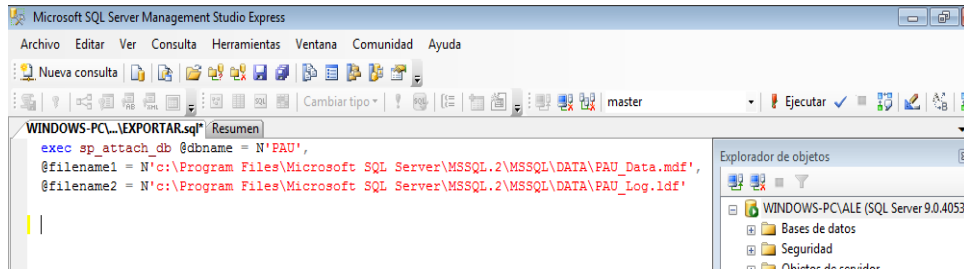 Microsoft SQL Server Management Studio Express
Archivo Editar Ver Consulta Herramientas Ventana Comunidad Ayuda
Nueva consulta
Cambiar tipo master Ejecutar
WINDOWS-PC\...\EXPORTAR.sql* Resumen
exec sp_attach_db @dbname = N'PAU',
@filename1 = N'c:\Program Files\Microsoft SQL Server\MSSQL.2\MSSQL\DATA\PAU_Data.mdf',
@filename2 = N'c:\Program Files\Microsoft SQL Server\MSSQL.2\MSSQL\DATA\PAU_Log.ldf'
Explorador de objetos
WINDOWS-PC\ALE (SQL Server 9.0.4053
Bases de datos
Seguridad
Objetos de servidor